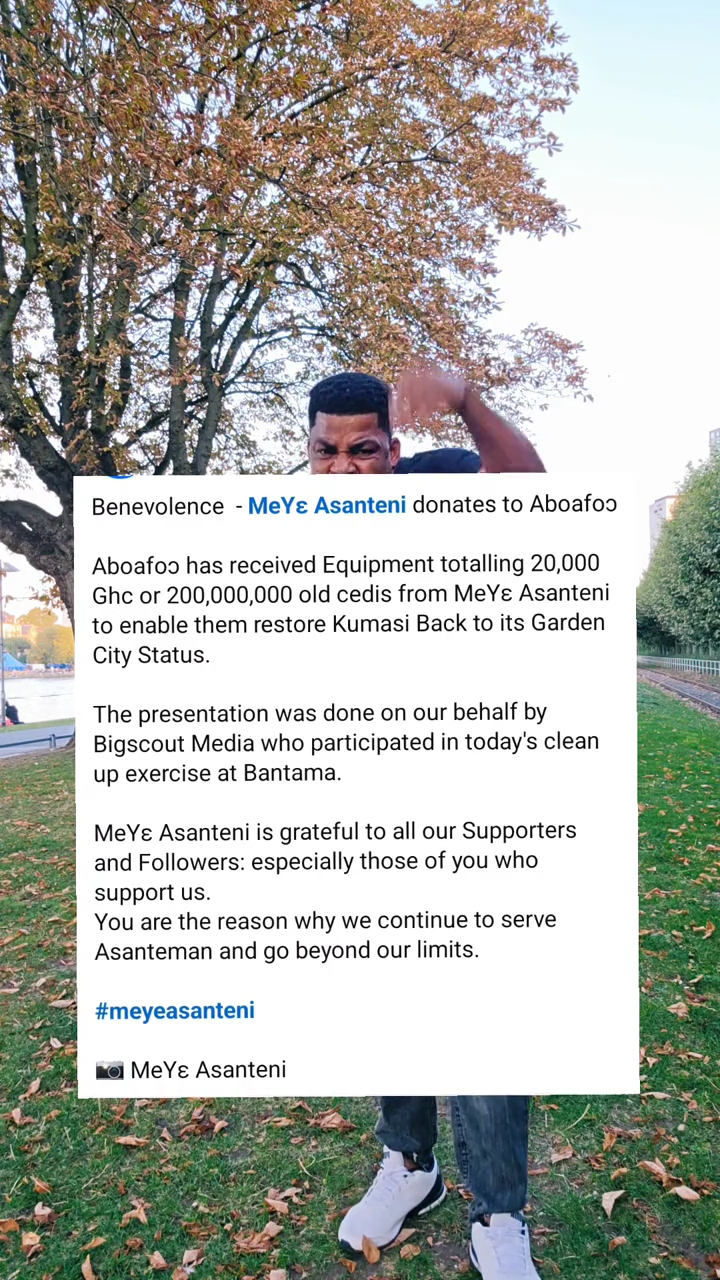 Benevolence - MeYɛ Asanteni donates to Aboafoɔ
Aboafoɔ has received Equipment totalling 20,000
Ghc or 200,000,000 old cedis from MeYɛ Asanteni
to enable them restore Kumasi Back to its Garden
City Status.
The presentation was done on our behalf by
Bigscout Media who participated in today's clean
up exercise at Bantama.
MeYɛ Asanteni is grateful to all our Supporters
and Followers: especially those of you who
support us.
You are the reason why we continue to serve
Asanteman and go beyond our limits.
#meyeasanteni
📷 MeYɛ Asanteni